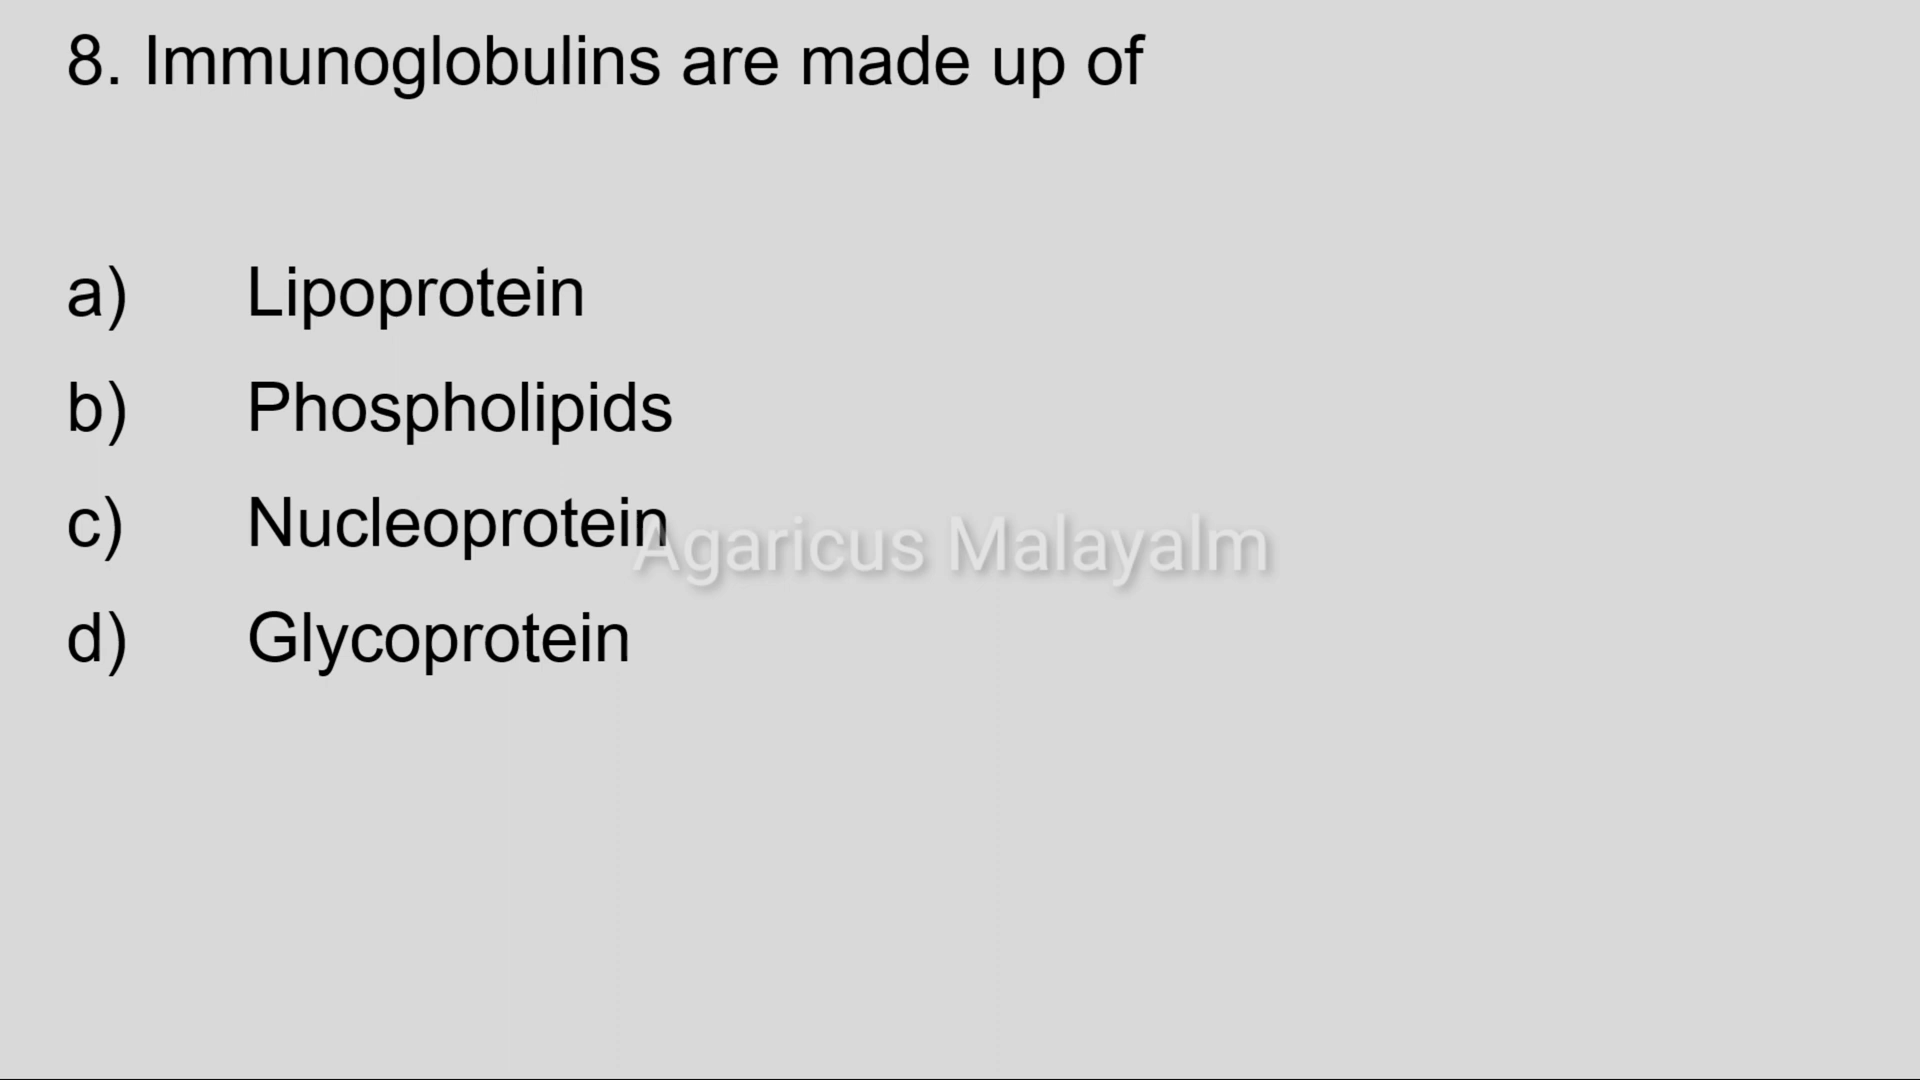 8. Immunoglobulins are made up of
a) Lipoprotein
b) Phospholipids
c) Nucleoprotein
Agaricus Malayalm
d) Glycoprotein